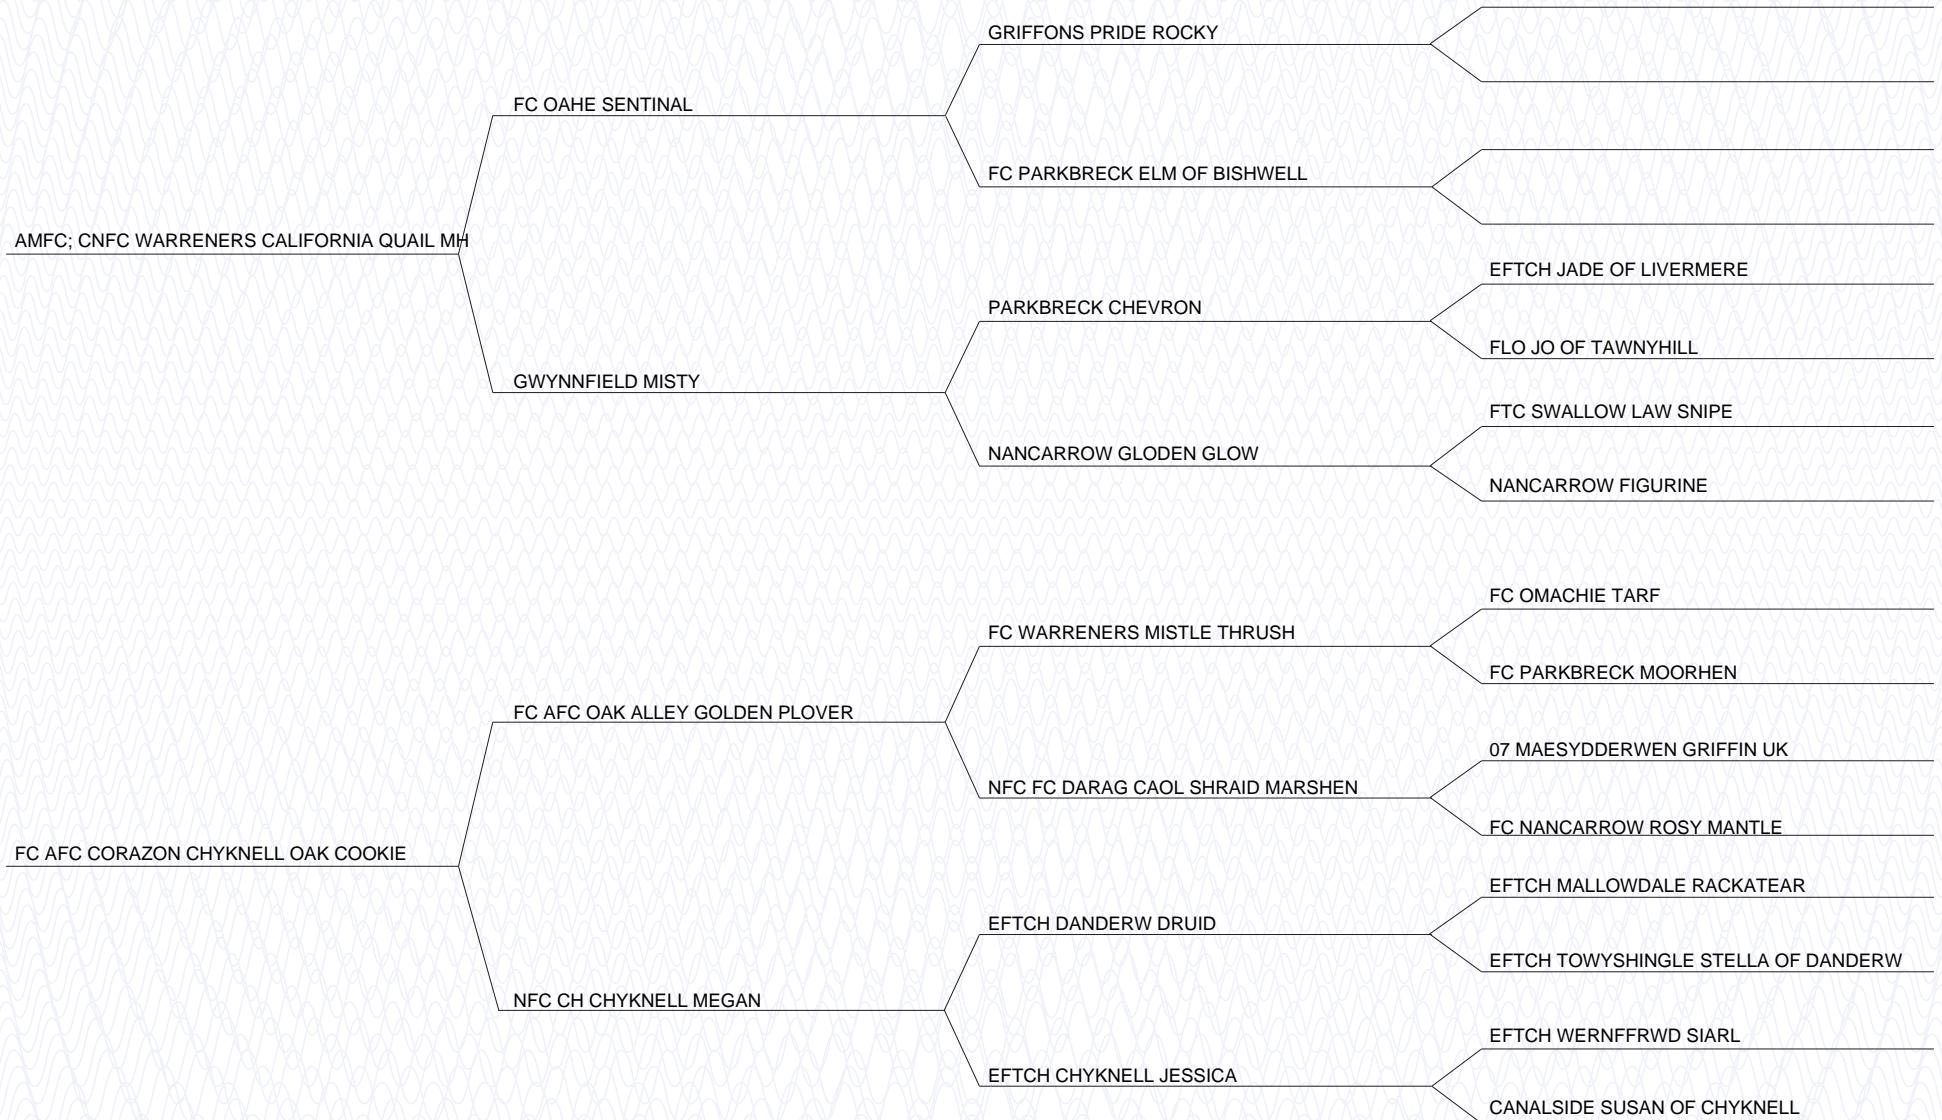 GRIFFONS PRIDE ROCKY
FC OAHE SENTINAL
FC PARKBRECK ELM OF BISHWELL
AMFC; CNFC WARRENERS CALIFORNIA QUAIL MH
EFTCH JADE OF LIVERMERE
PARKBRECK CHEVRON
FLO JO OF TAWNYHILL
GWYNNFIELD MISTY
FTC SWALLOW LAW SNIPE
NANCARROW GLODEN GLOW
NANCARROW FIGURINE
FC OMACHIE TARF
FC WARRENERS MISTLE THRUSH
FC PARKBRECK MOORHEN
FC AFC OAK ALLEY GOLDEN PLOVER
07 MAESYDDERWEN GRIFFIN UK
NFC FC DARAG CAOL SHRAID MARSHEN
FC NANCARROW ROSY MANTLE
FC AFC CORAZON CHYKNELL OAK COOKIE
EFTCH MALLOWDALE RACKATEAR
EFTCH DANDERW DRUID
EFTCH TOWYSHINGLE STELLA OF DANDERW
NFC CH CHYKNELL MEGAN
EFTCH WERNFFRWD SIARL
EFTCH CHYKNELL JESSICA
CANALSIDE SUSAN OF CHYKNELL